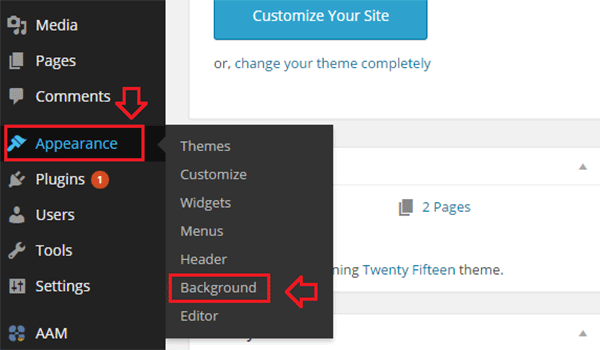 Media
Pages
Comments
Appearance
Plugins 1
Users
Tools
Settings
AAM
Themes
Customize
Widgets
Menus
Header
Background
Editor
Customize Your Site
or, change your theme completely
2 Pages
ning Twenty Fifteen theme.